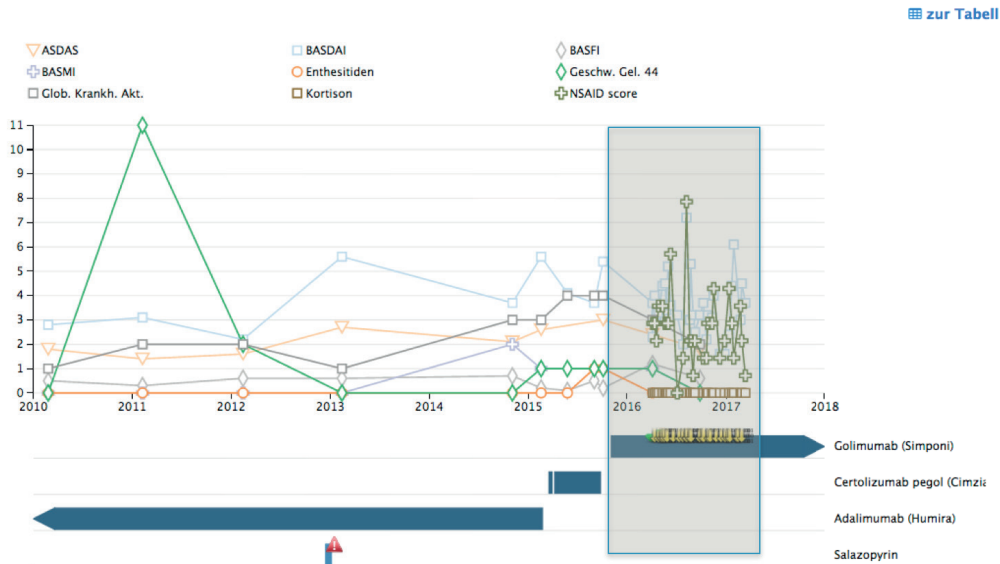 zur Tabell
ASDAS BASDAI BASFI
BASMI Enthesitiden Geschw. Gel. 44
Glob. Krankh. Akt. Kortison NSAID score
11
10
9
8
7
6
5
4
3
2
1
0
2010 2011 2012 2013 2014 2015 2016 2017 2018
Golimumab (Simponi)
Certolizumab pegol (Cimzia
Adalimumab (Humira)
Salazopyrin